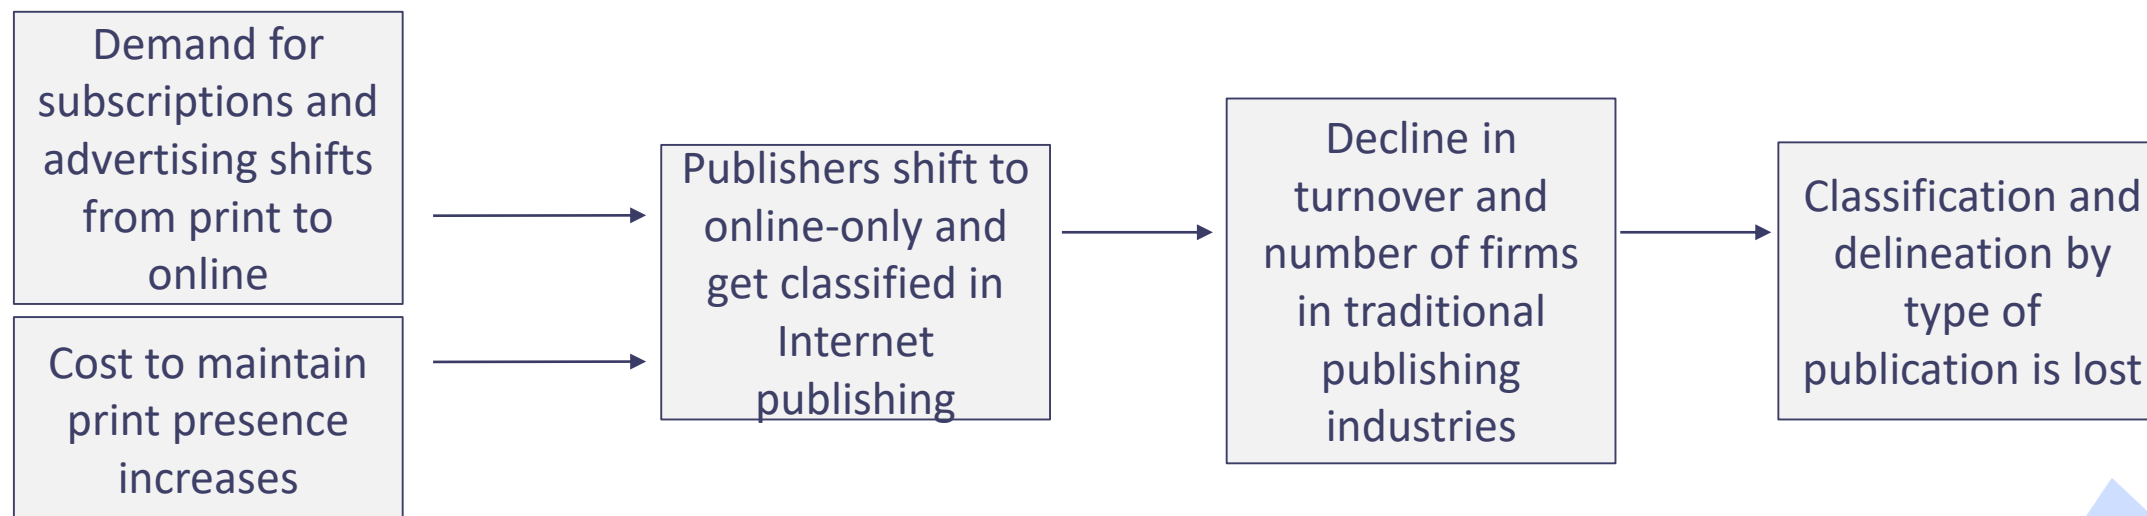 Demand for
subscriptions and
advertising shifts
from print to
online
Cost to maintain
print presence
increases
Publishers shift to
online-only and
get classified in
Internet
publishing
Decline in
turnover and
number of firms
in traditional
publishing
industries
Classification and
delineation by
type of
publication is lost